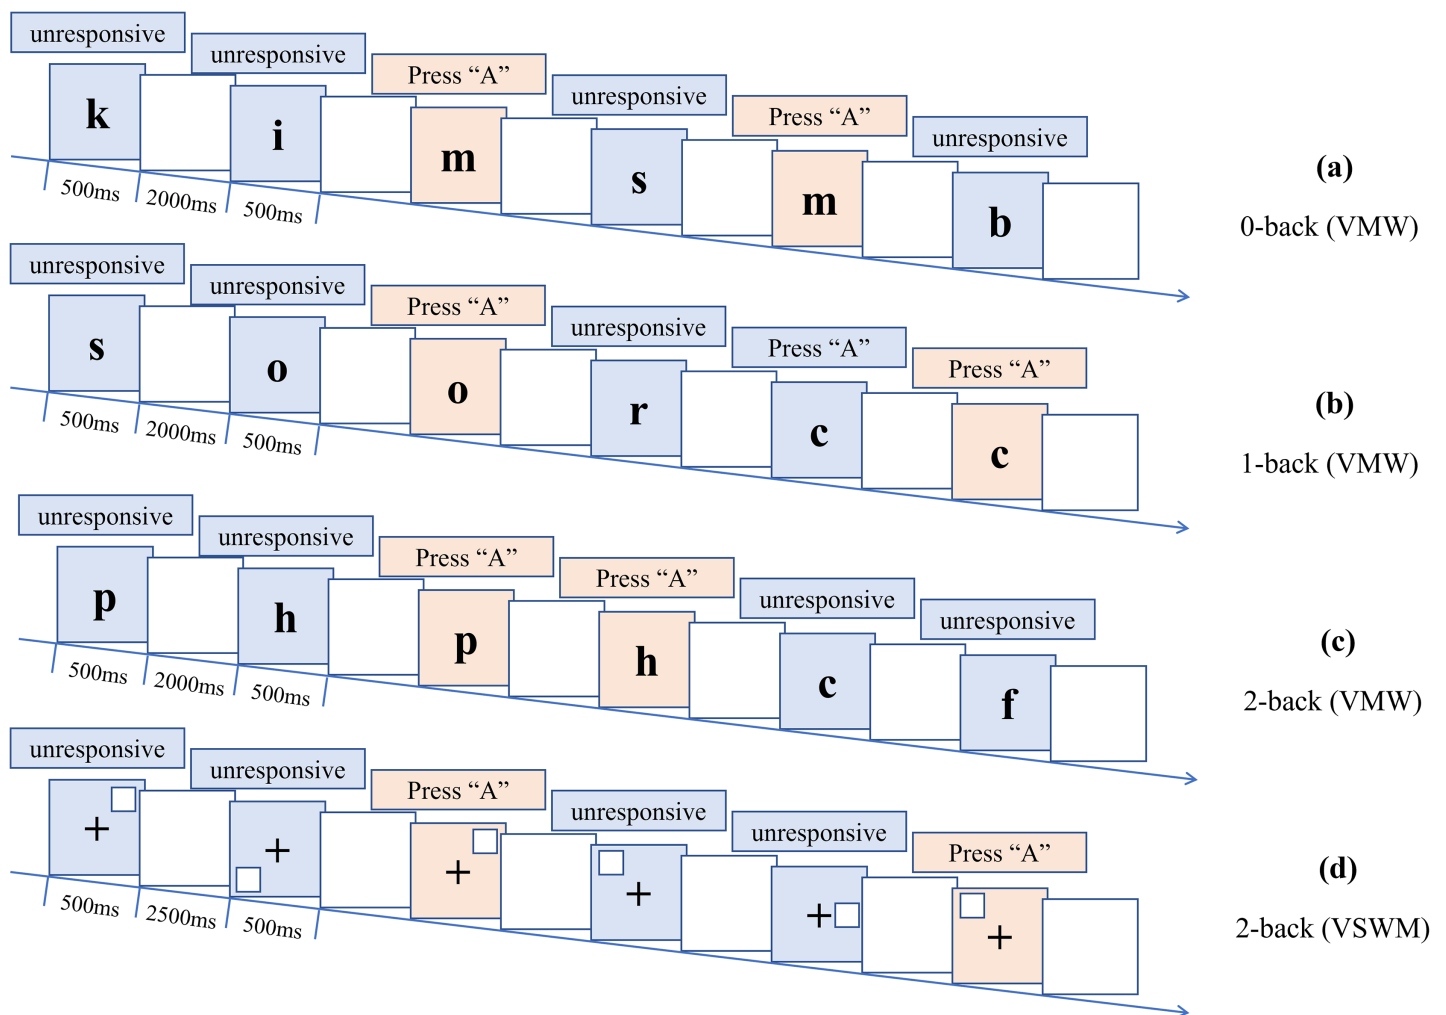 unresponsive
unresponsive
Press “A”
unresponsive
Press “A”
unresponsive
k
i
m
s
m
b
500ms
2000ms
500ms
(a)
0-back (VMW)
unresponsive
unresponsive
Press “A”
unresponsive
Press “A”
Press “A”
s
o
o
r
c
c
500ms
2000ms
500ms
(b)
1-back (VMW)
unresponsive
unresponsive
Press “A”
Press “A”
unresponsive
unresponsive
p
h
p
h
c
f
500ms
2000ms
500ms
(c)
2-back (VMW)
unresponsive
unresponsive
Press “A”
unresponsive
unresponsive
Press “A”
+
+
+
+
+
+
500ms
2500ms
500ms
(d)
2-back (VSWM)